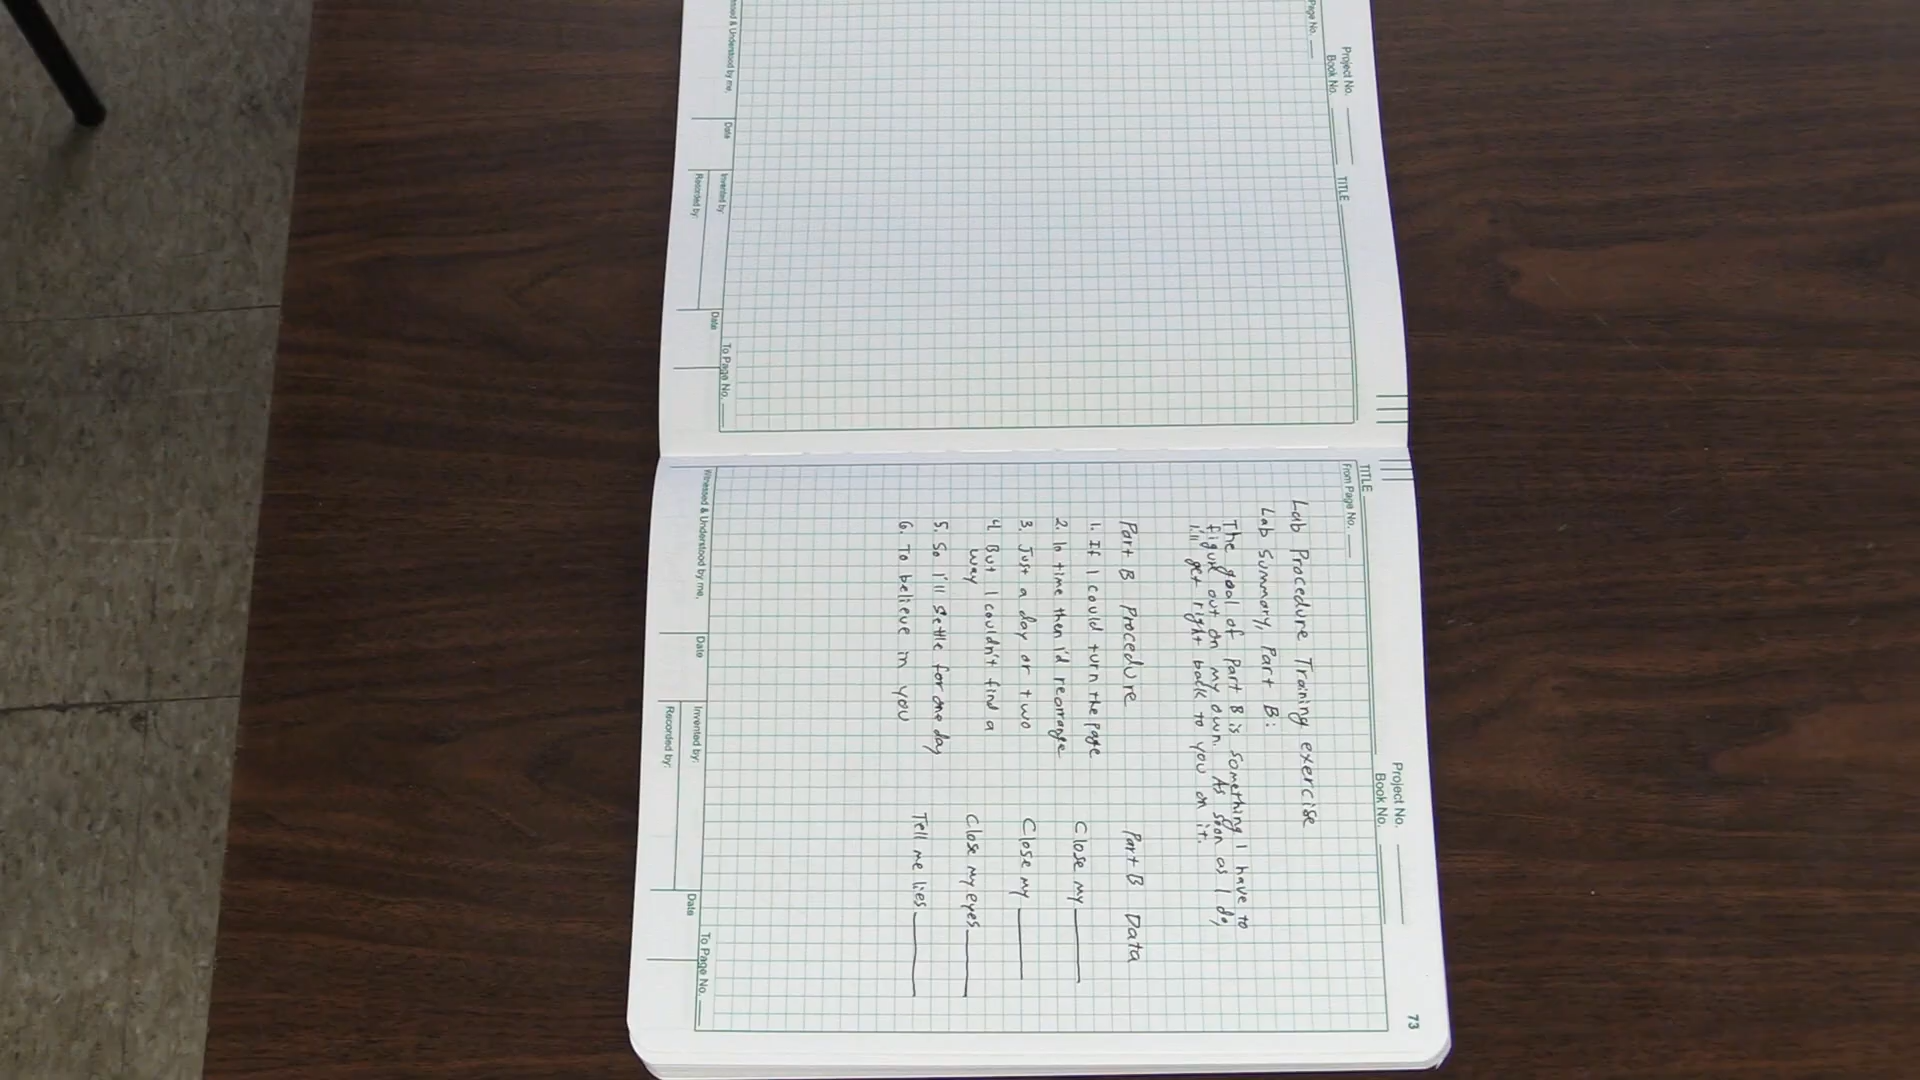 Page No.
Project No.
Book No.
TITLE
& Understood by me,
Date
Invented by:
Recorded by:
Date
To Page No.
73
Project No.
Book No.
TITLE
From Page No.
Lab Procedure Training exercise
Lab Summary, Part B:
The goal of Part B is something I have to
figure out on my own. As soon as I do,
I'll get right back to you on it.
Part B Procedure
Part B Data
1. If I could turn the page
2. In time then I'd rearrange
3. Just a day or two
4 But I couldn't find a
way
5. So I'll settle for one day
6. To believe in you
Close my
Close my
Close my eyes
Tell me lies
Witnessed & Understood by me,
Date
Invented by:
Recorded by:
Date
To Page No.